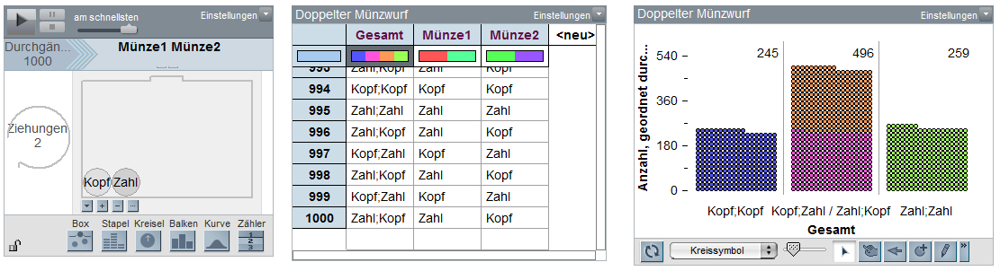 am schnellsten
Einstellungen
Durchgän...
1000
Münze1 Münze2
Ziehungen
2
Kopf Zahl
Box Stapel Kreisel Balken Kurve Zähler
1
2
3
Doppelter Münzwurf
Einstellungen
Gesamt Münze1 Münze2 <neu>
993 Zahl;Kopf Zahl Kopf
994 Kopf;Kopf Kopf Kopf
995 Zahl;Zahl Zahl Zahl
996 Zahl;Kopf Zahl Kopf
997 Kopf;Zahl Kopf Zahl
998 Zahl;Kopf Zahl Kopf
999 Kopf;Zahl Kopf Zahl
1000 Zahl;Kopf Zahl Kopf
Doppelter Münzwurf
Einstellungen
Anzahl, geordnet durc...
245 496 259
540
360
180
0
Kopf;Kopf Kopf;Zahl / Zahl;Kopf Zahl;Zahl
Gesamt
Kreissymbol